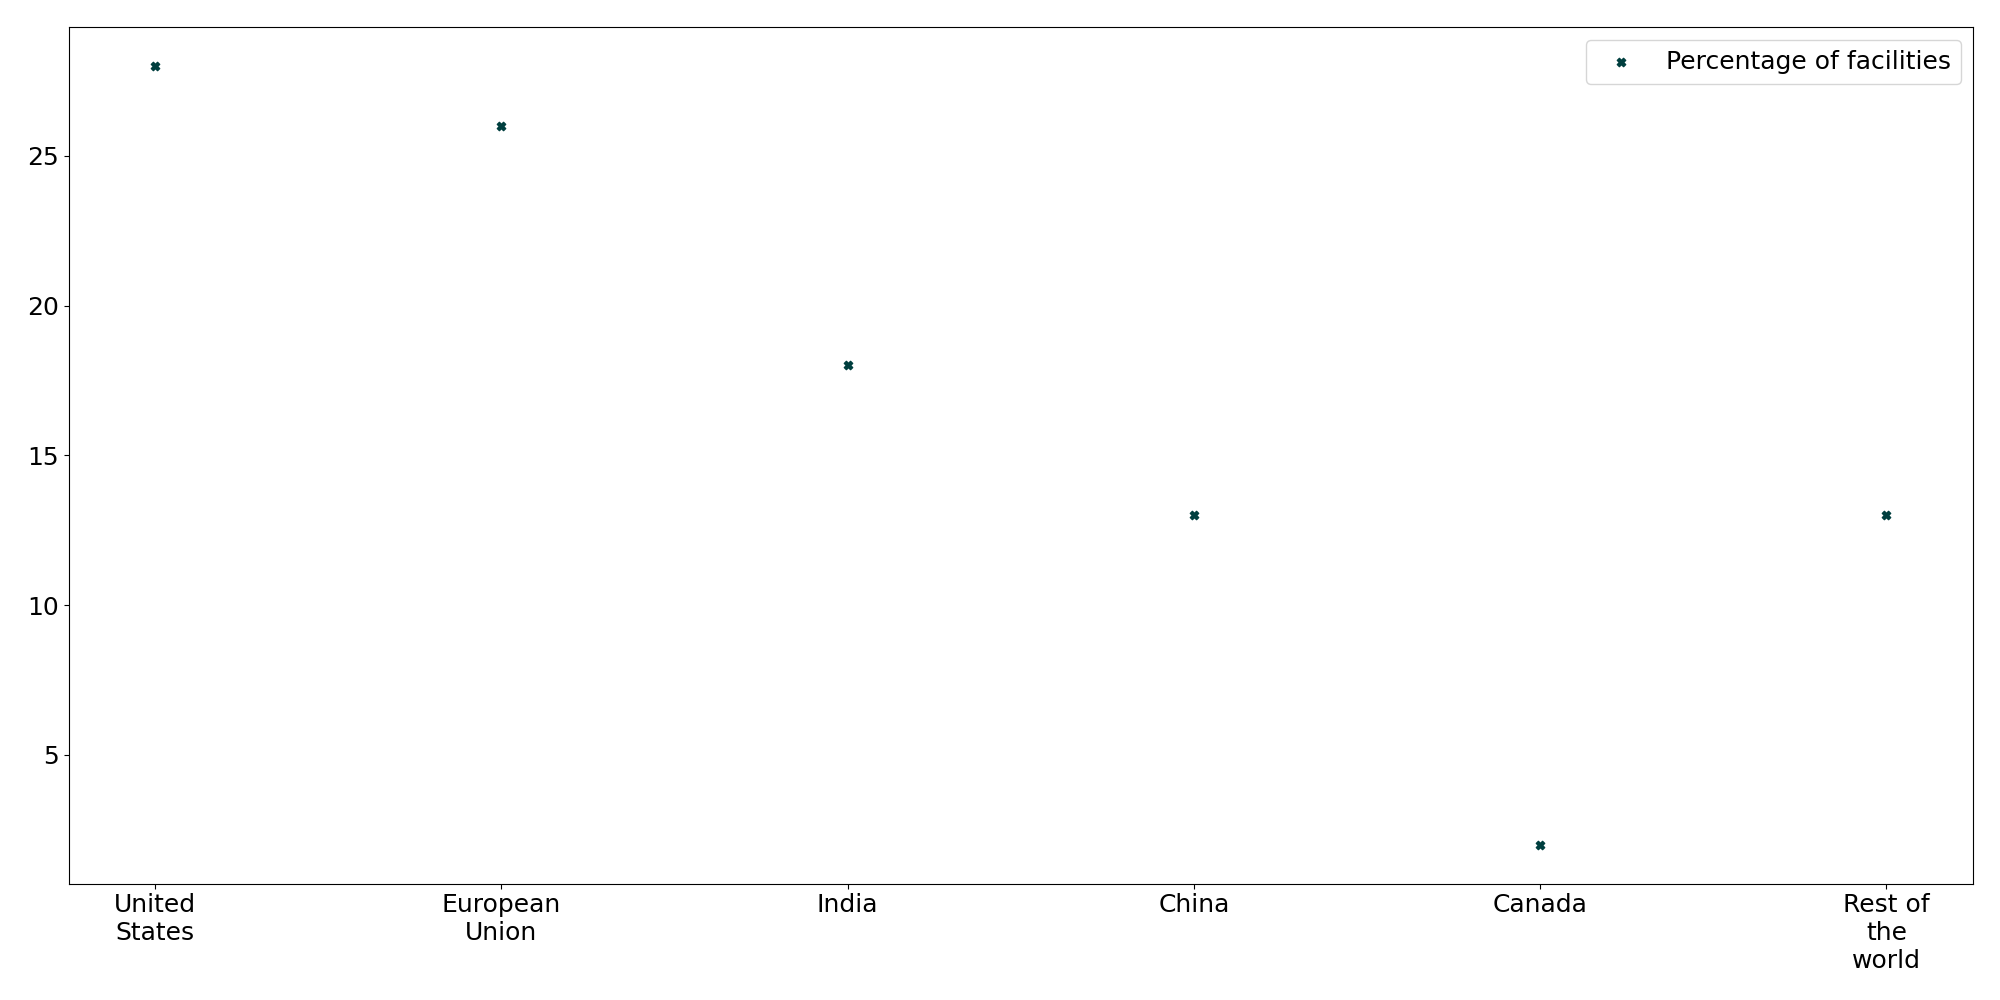 Percentage of facilities
25
20
15
10
5
United
States
European
Union
India
China
Canada
Rest of
the
world